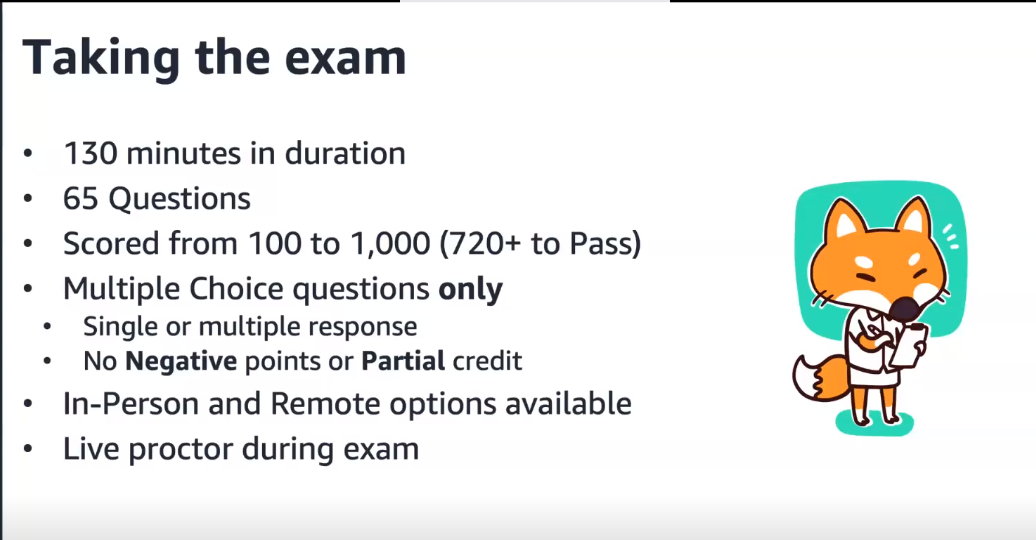 Taking the exam
• 130 minutes in duration
• 65 Questions
• Scored from 100 to 1,000 (720+ to Pass)
• Multiple Choice questions only
• Single or multiple response
• No Negative points or Partial credit
• In-Person and Remote options available
• Live proctor during exam